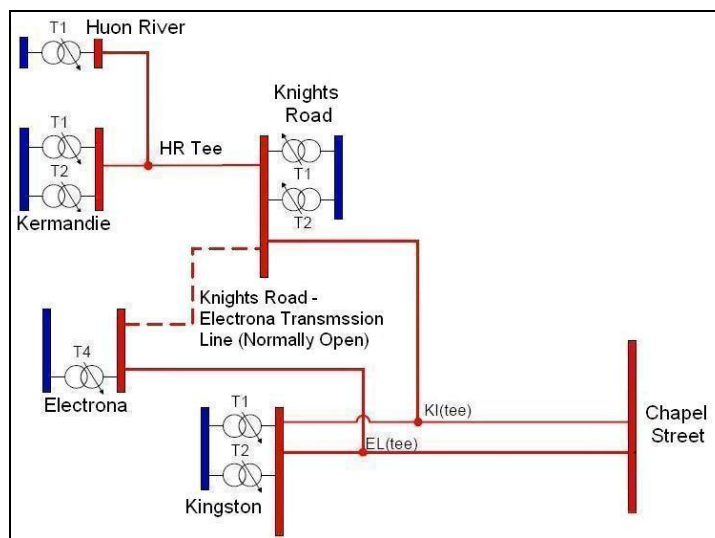 T1
Huon River
Knights
Road
T1
T2
Kermandie
HR Tee
T1
T2
Knights Road -
Electrona Transmssion
Line (Normally Open)
T4
Electrona
T1
T2
Kingston
KI(tee)
EL(tee)
Chapel
Street